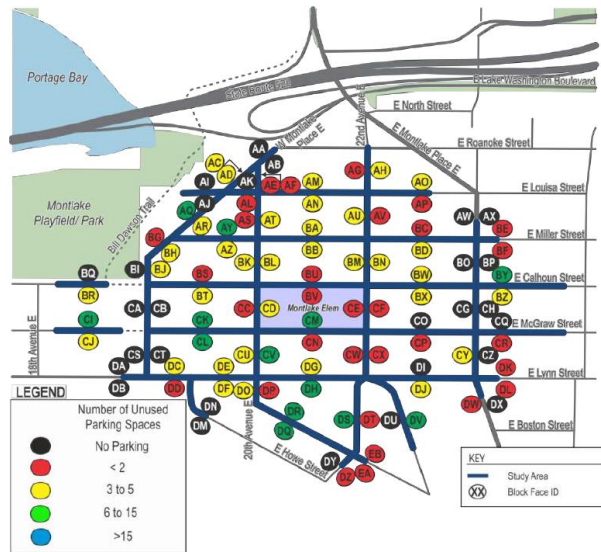 Portage Bay
State Route 520
E Lake Washington Boulevard
22nd Avenue E
E North Street
W Montlake
Place E
E Montlake Place E
E Roanoke Street
AA
AC
AB
AD
AG
AH
AI
AK
AE
AF
AM
AO
E Louisa Street
Montlake
Playfield/ Park
Bill Dawson Trail
AJ
AL
AN
AP
AQ
AS
AT
AU
AV
AW
AX
AR
AY
BA
BC
BE
BG
E Miller Street
BH
AZ
BB
BD
BF
BQ
BI
BJ
BK
BL
BM
BN
BO
BP
BS
BU
BW
BY
E Calhoun Street
BR
BT
BV
BX
BZ
CA
CB
CC
CD
Montlake Elem
CE
CF
CG
CH
CI
CK
CM
CO
CQ
E McGraw Street
CJ
CL
CN
CP
CR
18th Avenue E
CS
CT
CU
CV
CW
CX
CY
CZ
DA
DC
DE
DG
DI
DK
E Lynn Street
DB
DD
DF
DO
DP
DH
DJ
DL
DN
DM
20th Avenue E
DR
DQ
DS
DT
DU
DV
DW
DX
E Boston Street
E Howe Street
DY
EB
DZ
EA
LEGEND
Number of Unused
Parking Spaces
No Parking
< 2
3 to 5
6 to 15
>15
KEY
Study Area
XX
Block Face ID